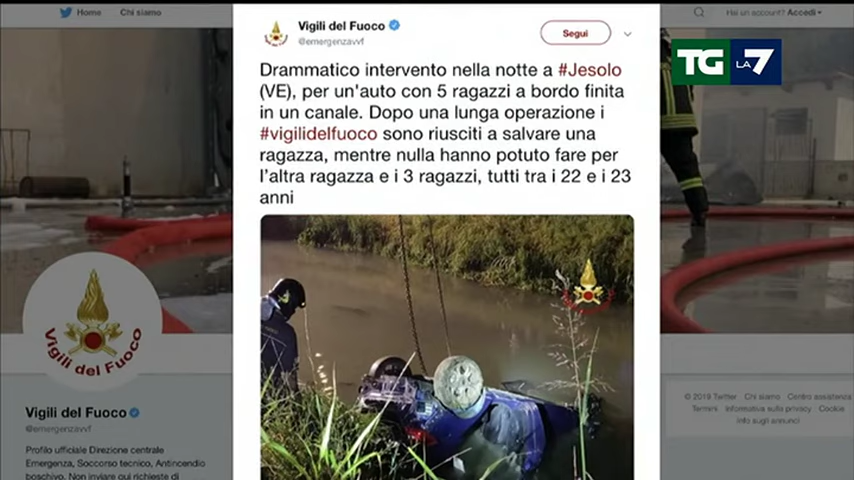 Home Chi siamo
Vigili del Fuoco
@emergenzavvf
Segui
Hai un account? Accedi
TG LA 7
Drammatico intervento nella notte a #Jesolo
(VE), per un'auto con 5 ragazzi a bordo finita
in un canale. Dopo una lunga operazione i
#vigilidelfuoco sono riusciti a salvare una
ragazza, mentre nulla hanno potuto fare per
l'altra ragazza e i 3 ragazzi, tutti tra i 22 e i 23
anni
Vigili del Fuoco
Vigili del Fuoco
@emergenzavvf
Profilo ufficiale Direzione centrale
Emergenza, Soccorso tecnico, Antincendio
boschivo. Non inviare qui richieste di
© 2019 Twitter Chi siamo Centro assistenza
Termini Informativa sulla privacy Cookie
Info sugli annunci